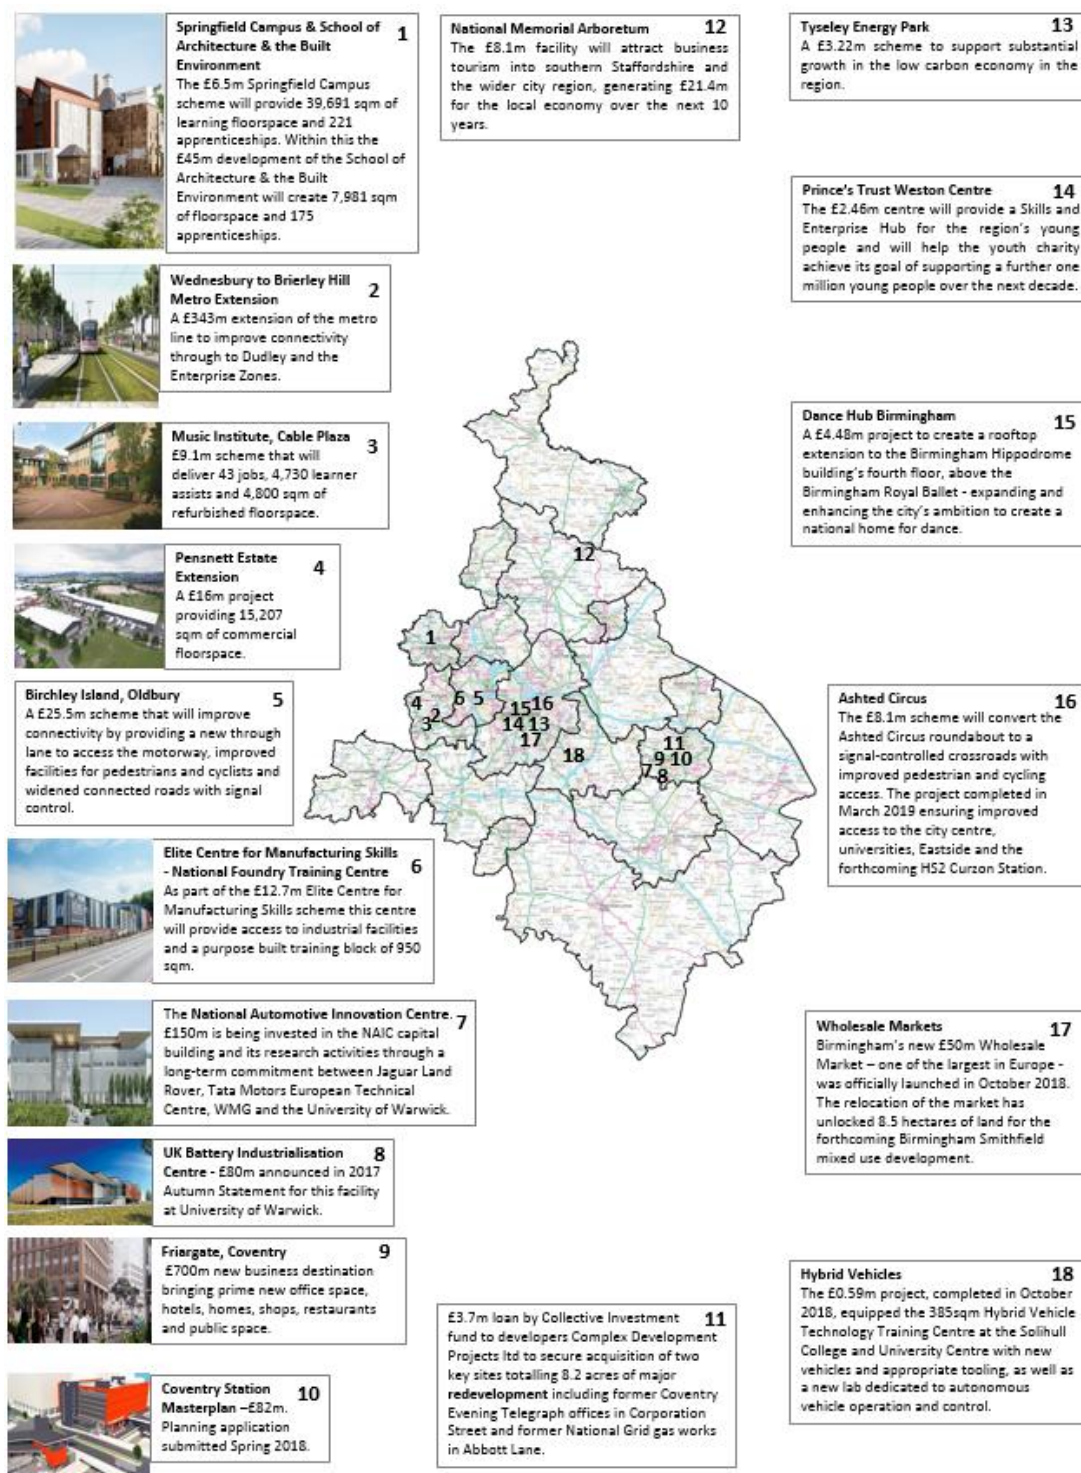 Springfield Campus & School of
Architecture & the Built
Environment
1
The £6.5m Springfield Campus
scheme will provide 39,691 sqm of
learning floorspace and 221
apprenticeships. Within this the
£45m development of the School of
Architecture & the Built
Environment will create 7,981 sqm
of floorspace and 175
apprenticeships.
Wednesbury to Brierley Hill
Metro Extension
2
A £343m extension of the metro
line to improve connectivity
through to Dudley and the
Enterprise Zones.
Music Institute, Cable Plaza
3
£9.1m scheme that will
deliver 43 jobs, 4,730 learner
assists and 4,800 sqm of
refurbished floorspace.
Pensnett Estate
Extension
4
A £16m project
providing 15,207
sqm of commercial
floorspace.
Birchley Island, Oldbury
5
A £25.5m scheme that will improve
connectivity by providing a new through
lane to access the motorway, improved
facilities for pedestrians and cyclists and
widened connected roads with signal
control.
Elite Centre for Manufacturing Skills
- National Foundry Training Centre
6
As part of the £12.7m Elite Centre for
Manufacturing Skills scheme this centre
will provide access to industrial facilities
and a purpose built training block of 950
sqm.
The National Automotive Innovation Centre.
7
£150m is being invested in the NAIC capital
building and its research activities through a
long-term commitment between Jaguar Land
Rover, Tata Motors European Technical
Centre, WMG and the University of Warwick.
UK Battery Industrialisation
8
Centre - £80m announced in 2017
Autumn Statement for this facility
at University of Warwick.
Friargate, Coventry
9
£700m new business destination
bringing prime new office space,
hotels, homes, shops, restaurants
and public space.
Coventry Station
10
Masterplan –£82m.
Planning application
submitted Spring 2018.
£3.7m loan by Collective Investment
11
fund to developers Complex Development
Projects ltd to secure acquisition of two
key sites totalling 8.2 acres of major
redevelopment including former Coventry
Evening Telegraph offices in Corporation
Street and former National Grid gas works
in Abbott Lane.
National Memorial Arboretum
12
The £8.1m facility will attract business
tourism into southern Staffordshire and
the wider city region, generating £21.4m
for the local economy over the next 10
years.
12
1
4
2
3
6
5
15
16
14
13
17
18
11
9
10
7
8
Tyseley Energy Park
13
A £3.22m scheme to support substantial
growth in the low carbon economy in the
region.
Prince's Trust Weston Centre
14
The £2.46m centre will provide a Skills and
Enterprise Hub for the region's young
people and will help the youth charity
achieve its goal of supporting a further one
million young people over the next decade.
Dance Hub Birmingham
15
A £4.48m project to create a rooftop
extension to the Birmingham Hippodrome
building's fourth floor, above the
Birmingham Royal Ballet - expanding and
enhancing the city's ambition to create a
national home for dance.
Ashted Circus
16
The £8.1m scheme will convert the
Ashted Circus roundabout to a
signal-controlled crossroads with
improved pedestrian and cycling
access. The project completed in
March 2019 ensuring improved
access to the city centre,
universities, Eastside and the
forthcoming HS2 Curzon Station.
Wholesale Markets
17
Birmingham's new £50m Wholesale
Market – one of the largest in Europe -
was officially launched in October 2018.
The relocation of the market has
unlocked 8.5 hectares of land for the
forthcoming Birmingham Smithfield
mixed use development.
Hybrid Vehicles
18
The £0.59m project, completed in October
2018, equipped the 385sqm Hybrid Vehicle
Technology Training Centre at the Solihull
College and University Centre with new
vehicles and appropriate tooling, as well as
a new lab dedicated to autonomous
vehicle operation and control.